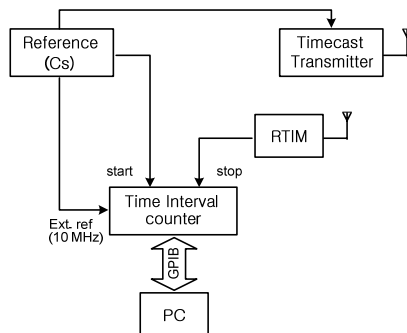 Reference
(Cs)
Timecast
Transmitter
RTIM
start
stop
Time Interval
counter
Ext. ref
(10 MHz)
GPIB
PC